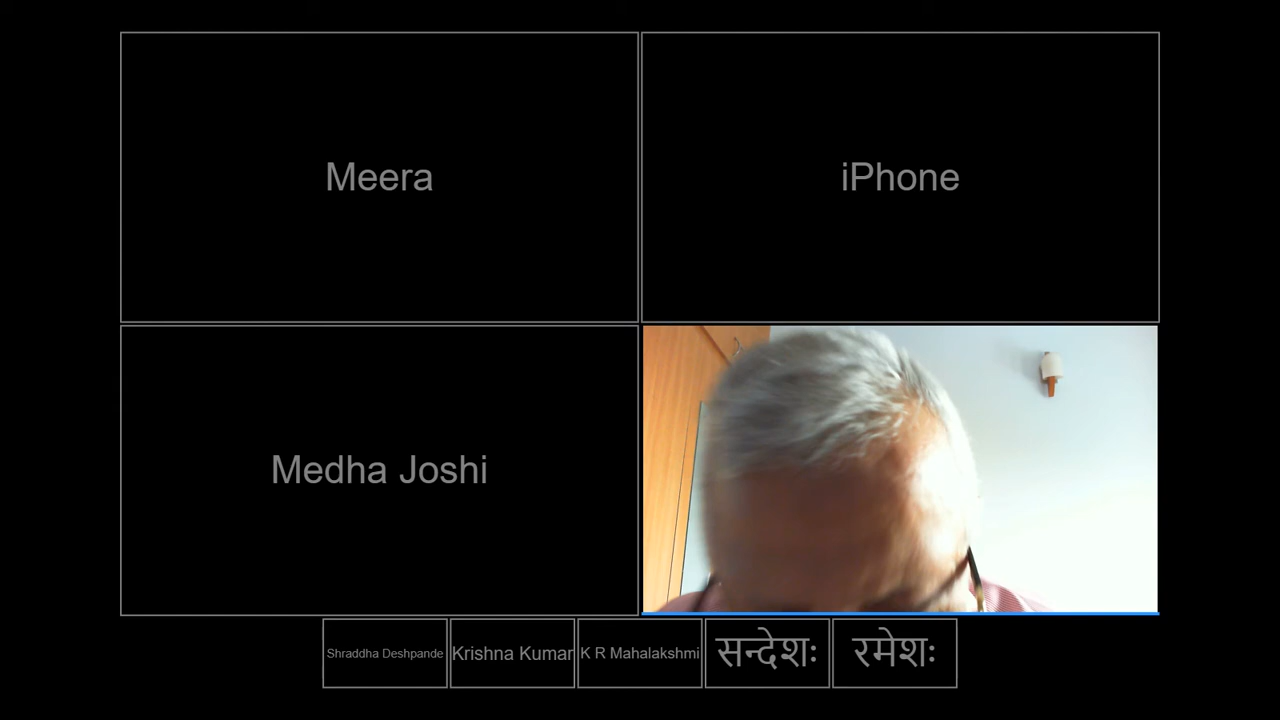 Meera
iPhone
Medha Joshi
Shraddha Deshpande
Krishna Kumar
K R Mahalakshmi
सन्देशः
रमेशः